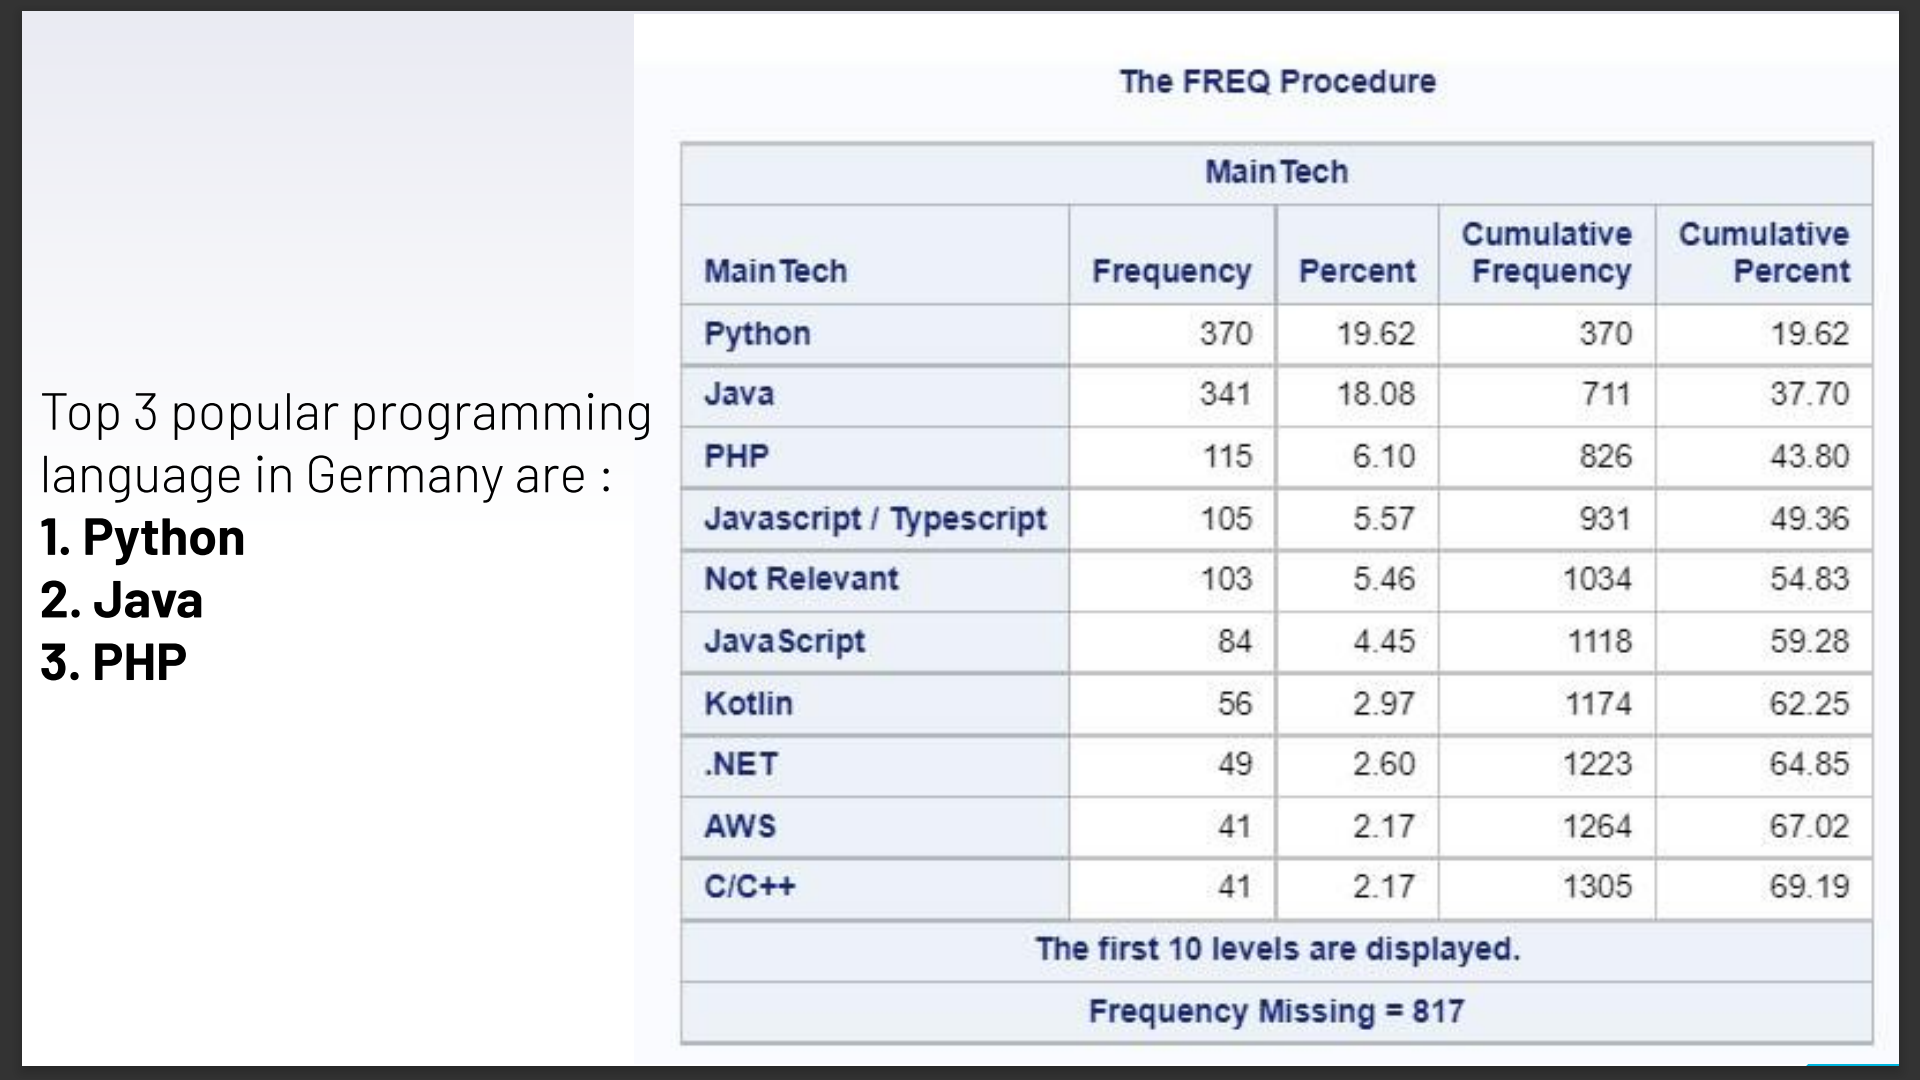 Top 3 popular programming
language in Germany are :
1. Python
2. Java
3. PHP
The FREQ Procedure
MainTech
MainTech Frequency Percent Cumulative Frequency Cumulative Percent
Python 370 19.62 370 19.62
Java 341 18.08 711 37.70
PHP 115 6.10 826 43.80
Javascript / Typescript 105 5.57 931 49.36
Not Relevant 103 5.46 1034 54.83
JavaScript 84 4.45 1118 59.28
Kotlin 56 2.97 1174 62.25
.NET 49 2.60 1223 64.85
AWS 41 2.17 1264 67.02
C/C++ 41 2.17 1305 69.19
The first 10 levels are displayed.
Frequency Missing = 817